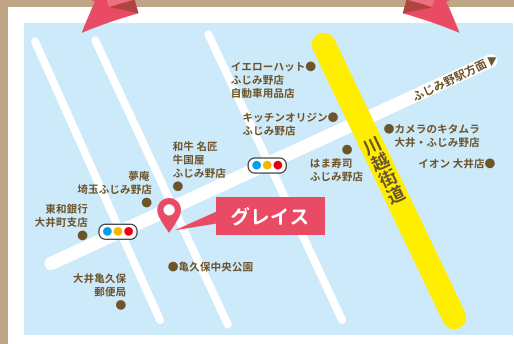 イエローハット
ふじみ野店
自動車用品店
ふじみ野駅方面▼
キッチンオリジン
ふじみ野店
カメラのキタムラ
大井・ふじみ野店
川越街道
和牛 名匠
牛国屋
ふじみ野店
はま寿司
ふじみ野店
イオン 大井店
夢庵
埼玉ふじみ野店
東和銀行
大井町支店
グレイス
亀久保中央公園
大井亀久保
郵便局